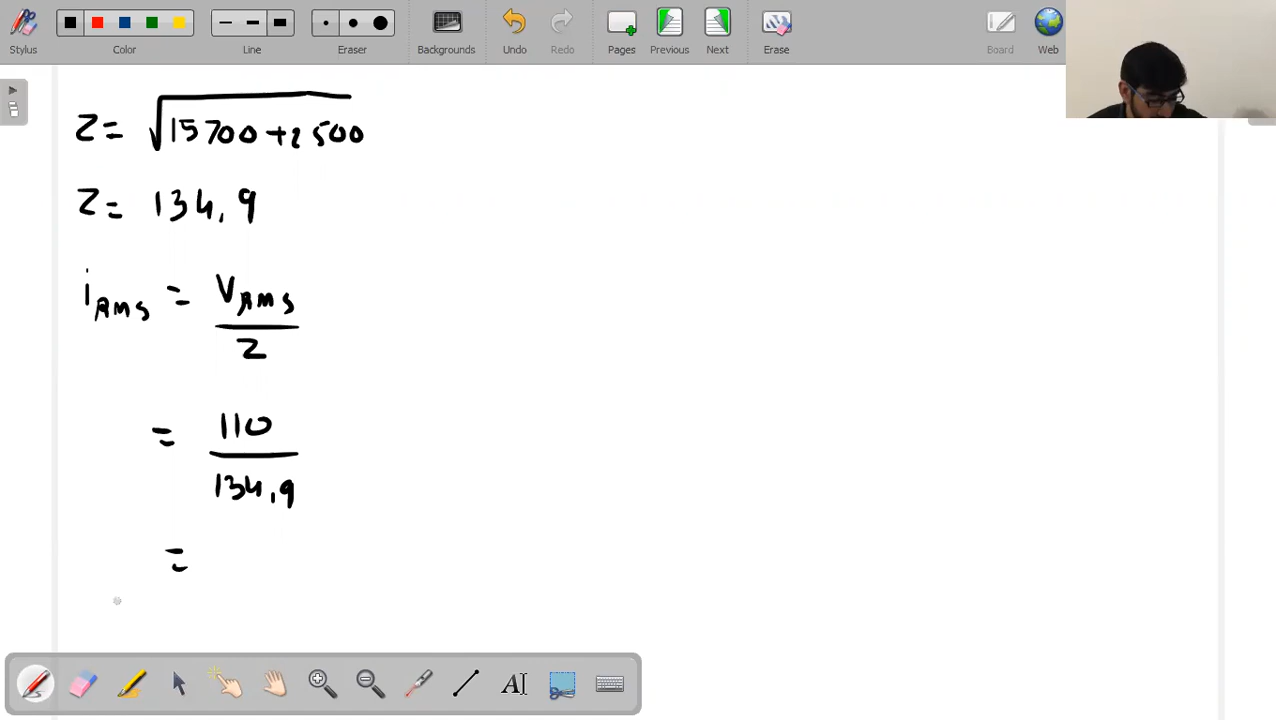 Stylus
Color
Line
Eraser
Backgrounds
Undo
Redo
Pages
Previous
Next
Erase
Board
Web
Z= √15700+2500
Z= 134,9
iRMS = VRMS
Z
= 110
134,9
=